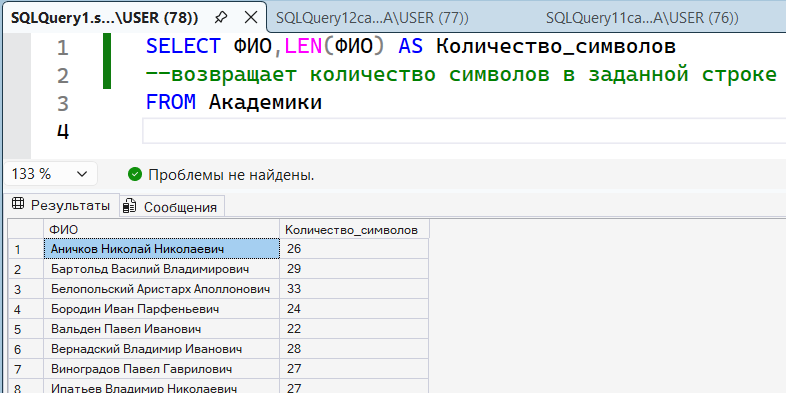 SQLQuery1.s...\USER (78)) SQLQuery12ca...A\USER (77)) SQLQuery11ca...A\USER (76))
1 SELECT ФИО,LEN(ФИО) AS Количество_символов
2 --возвращает количество символов в заданной строке
3 FROM Академики
4
133 % Проблемы не найдены.
Результаты Сообщения
ФИО Количество_символов
1 Аничков Николай Николаевич 26
2 Бартольд Василий Владимирович 29
3 Белопольский Аристарх Аполлонович 33
4 Бородин Иван Парфеньевич 24
5 Вальден Павел Иванович 22
6 Вернадский Владимир Иванович 28
7 Виноградов Павел Гаврилович 27
8 Ипатьев Владимир Николаевич 27